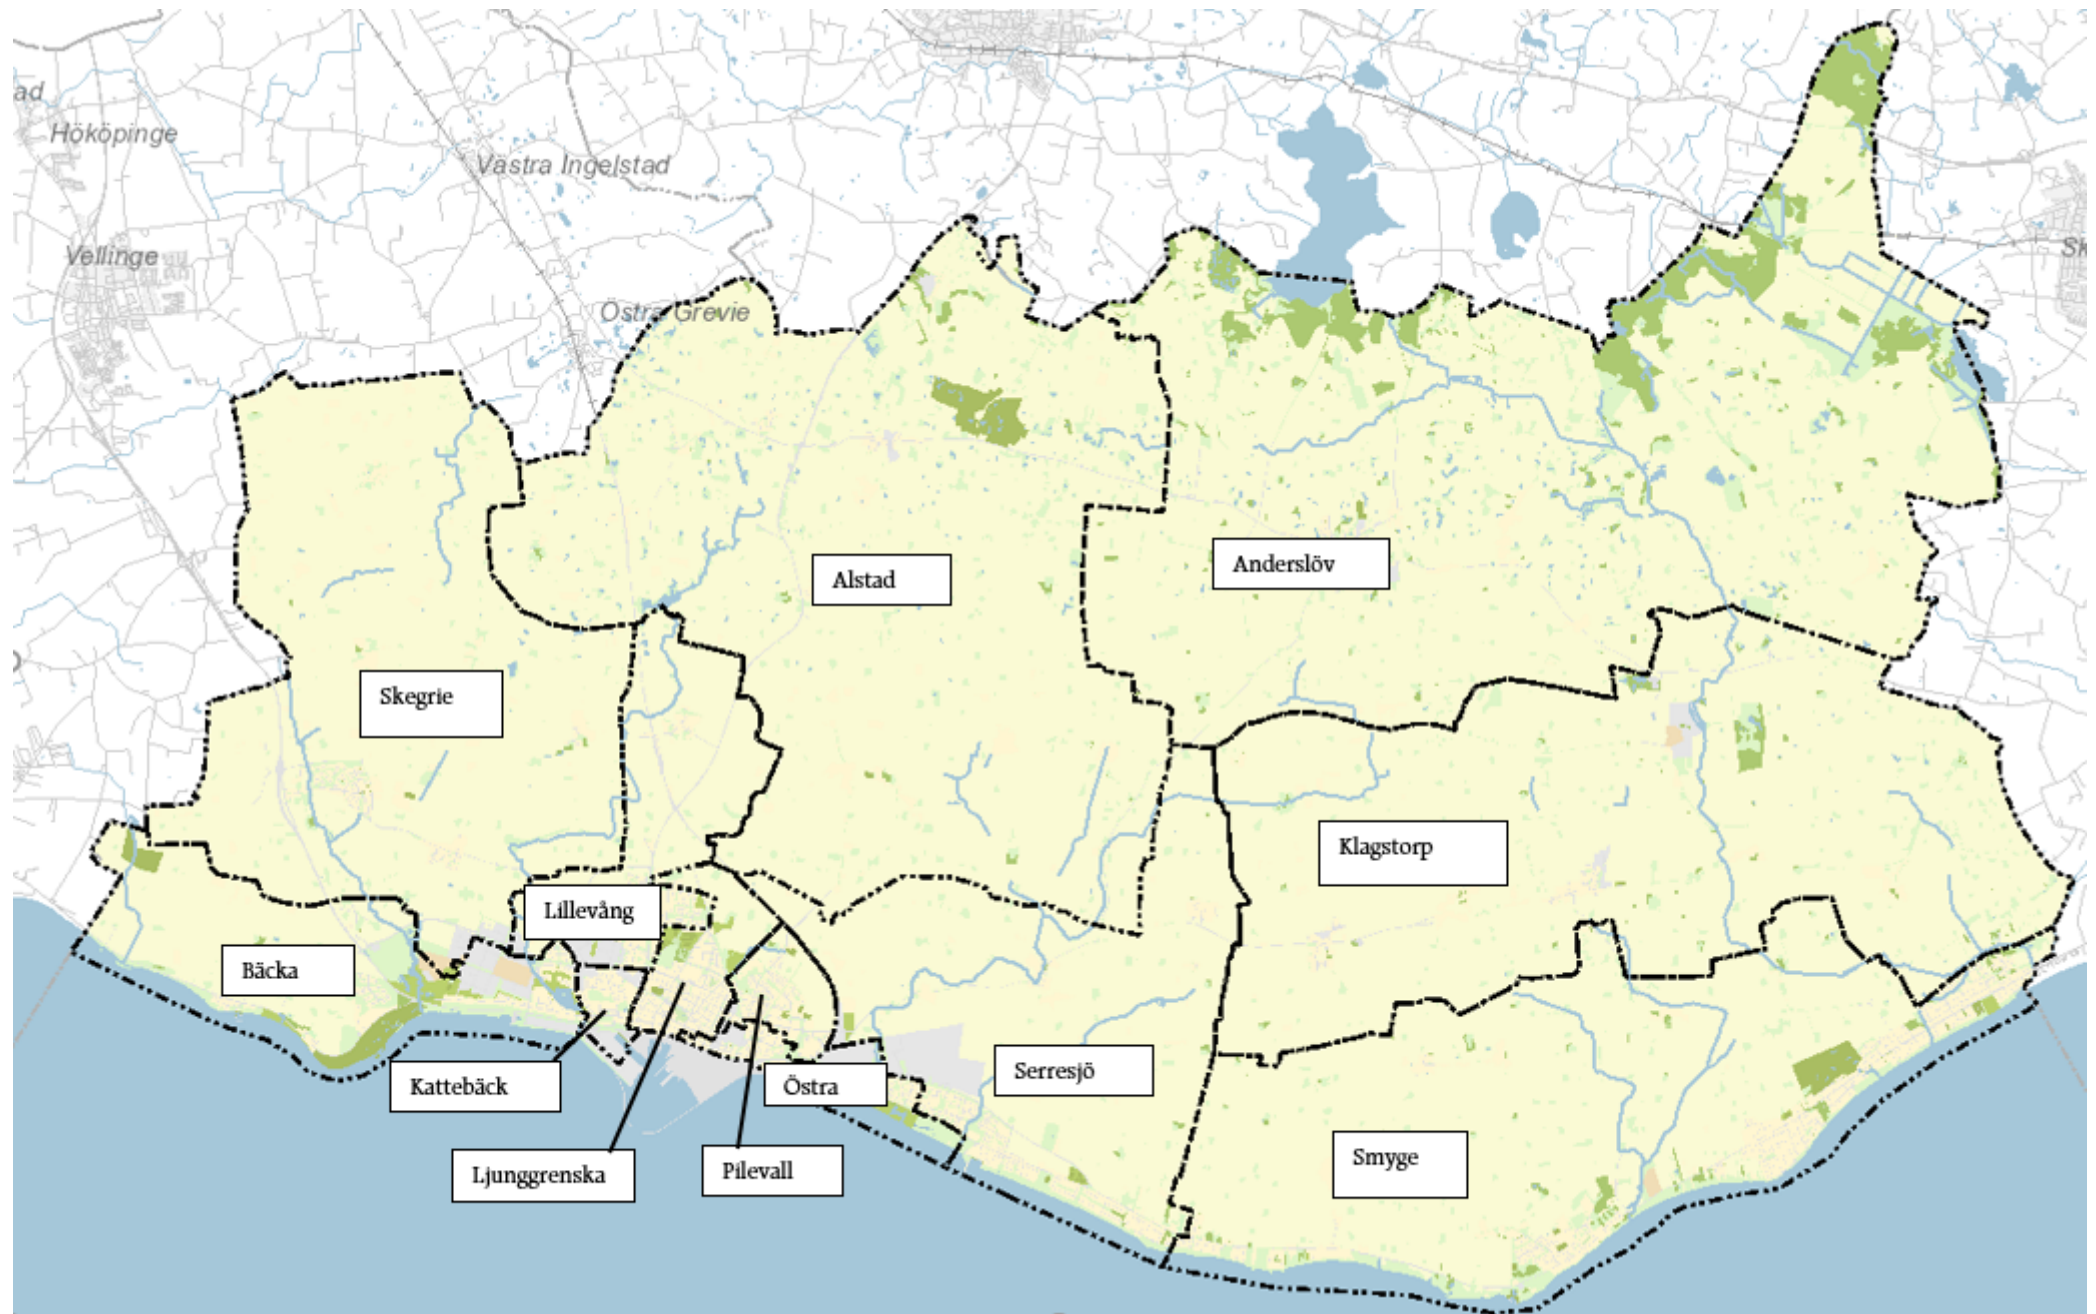 ad
Hököpinge
Västra Ingelstad
Vellinge
Sk
Östra Grevie
Alstad
Anderslöv
Skegrie
Klagstorp
Lillevång
Bäcka
Serresjö
Kattebäck
Östra
Smyge
Ljunggrenska
Pilevall